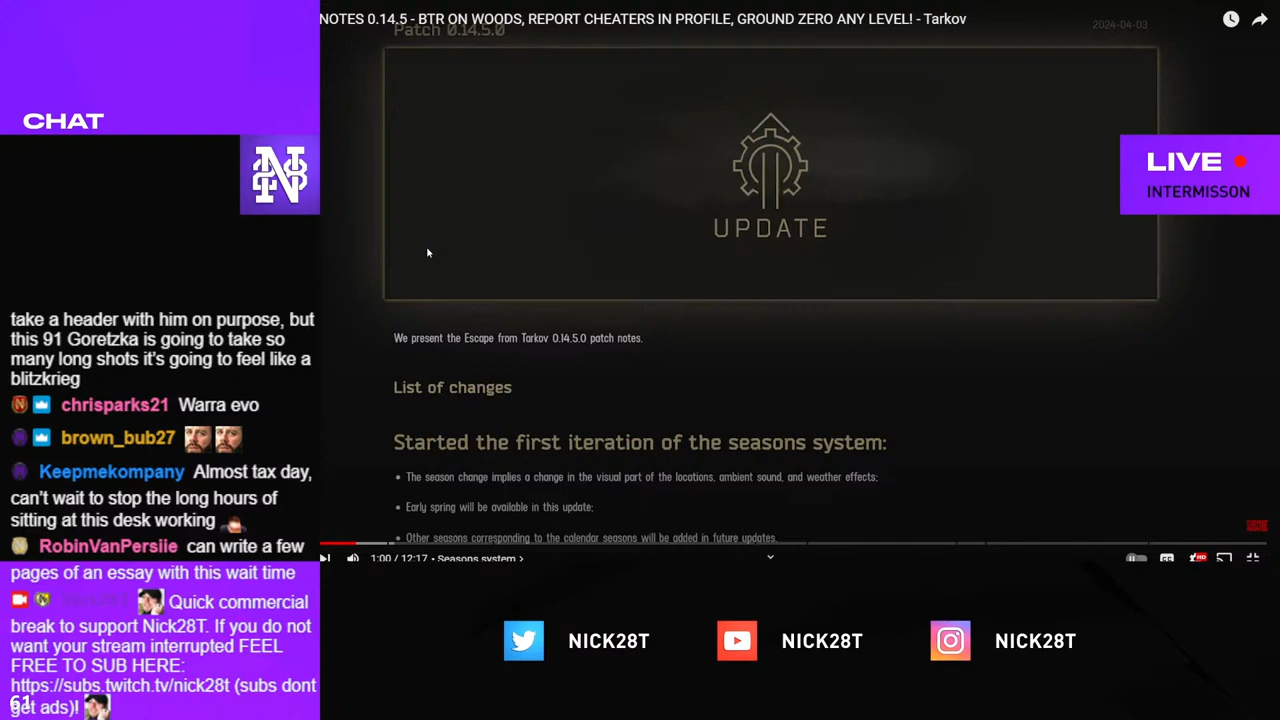 NOTES 0.14.5 - BTR ON WOODS, REPORT CHEATERS IN PROFILE, GROUND ZERO ANY LEVEL! - Tarkov
Patch 0.14.5.0
2024-04-03
CHAT
LIVE
INTERMISSON
UPDATE
We present the Escape from Tarkov 0.14.5.0 patch notes.
List of changes
Started the first iteration of the seasons system:
• The season change implies a change in the visual part of the locations, ambient sound, and weather effects;
• Early spring will be available in this update;
• Other seasons corresponding to the calendar seasons will be added in future updates.
1:00 / 12:17 • Seasons system >
HD
take a header with him on purpose, but
this 91 Goretzka is going to take so
many long shots it's going to feel like a
blitzkrieg
chrisparks21 Warra evo
brown_bub27
Keepmekompany Almost tax day,
can't wait to stop the long hours of
sitting at this desk working
RobinVanPersiie can write a few
pages of an essay with this wait time
Quick commercial
break to support Nick28T. If you do not
want your stream interrupted FEEL
FREE TO SUB HERE:
https://subs.twitch.tv/nick28t (subs dont
get ads)!
61
NICK28T
NICK28T
NICK28T